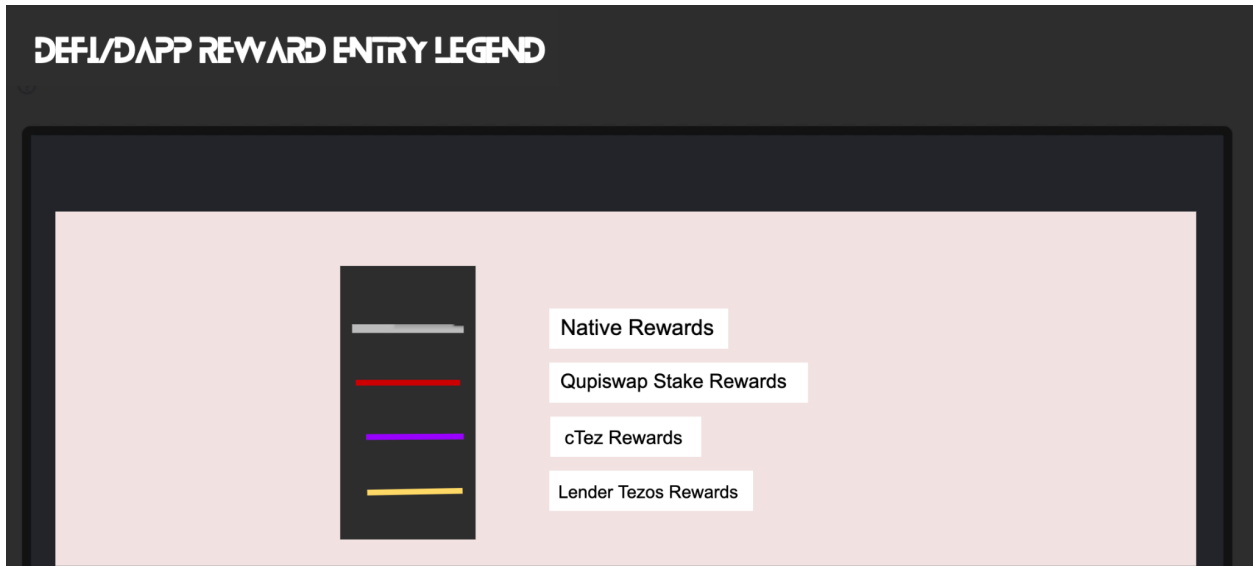 DEFI/DAPP REWARD ENTRY LEGEND
Native Rewards
Qupiswap Stake Rewards
cTez Rewards
Lender Tezos Rewards